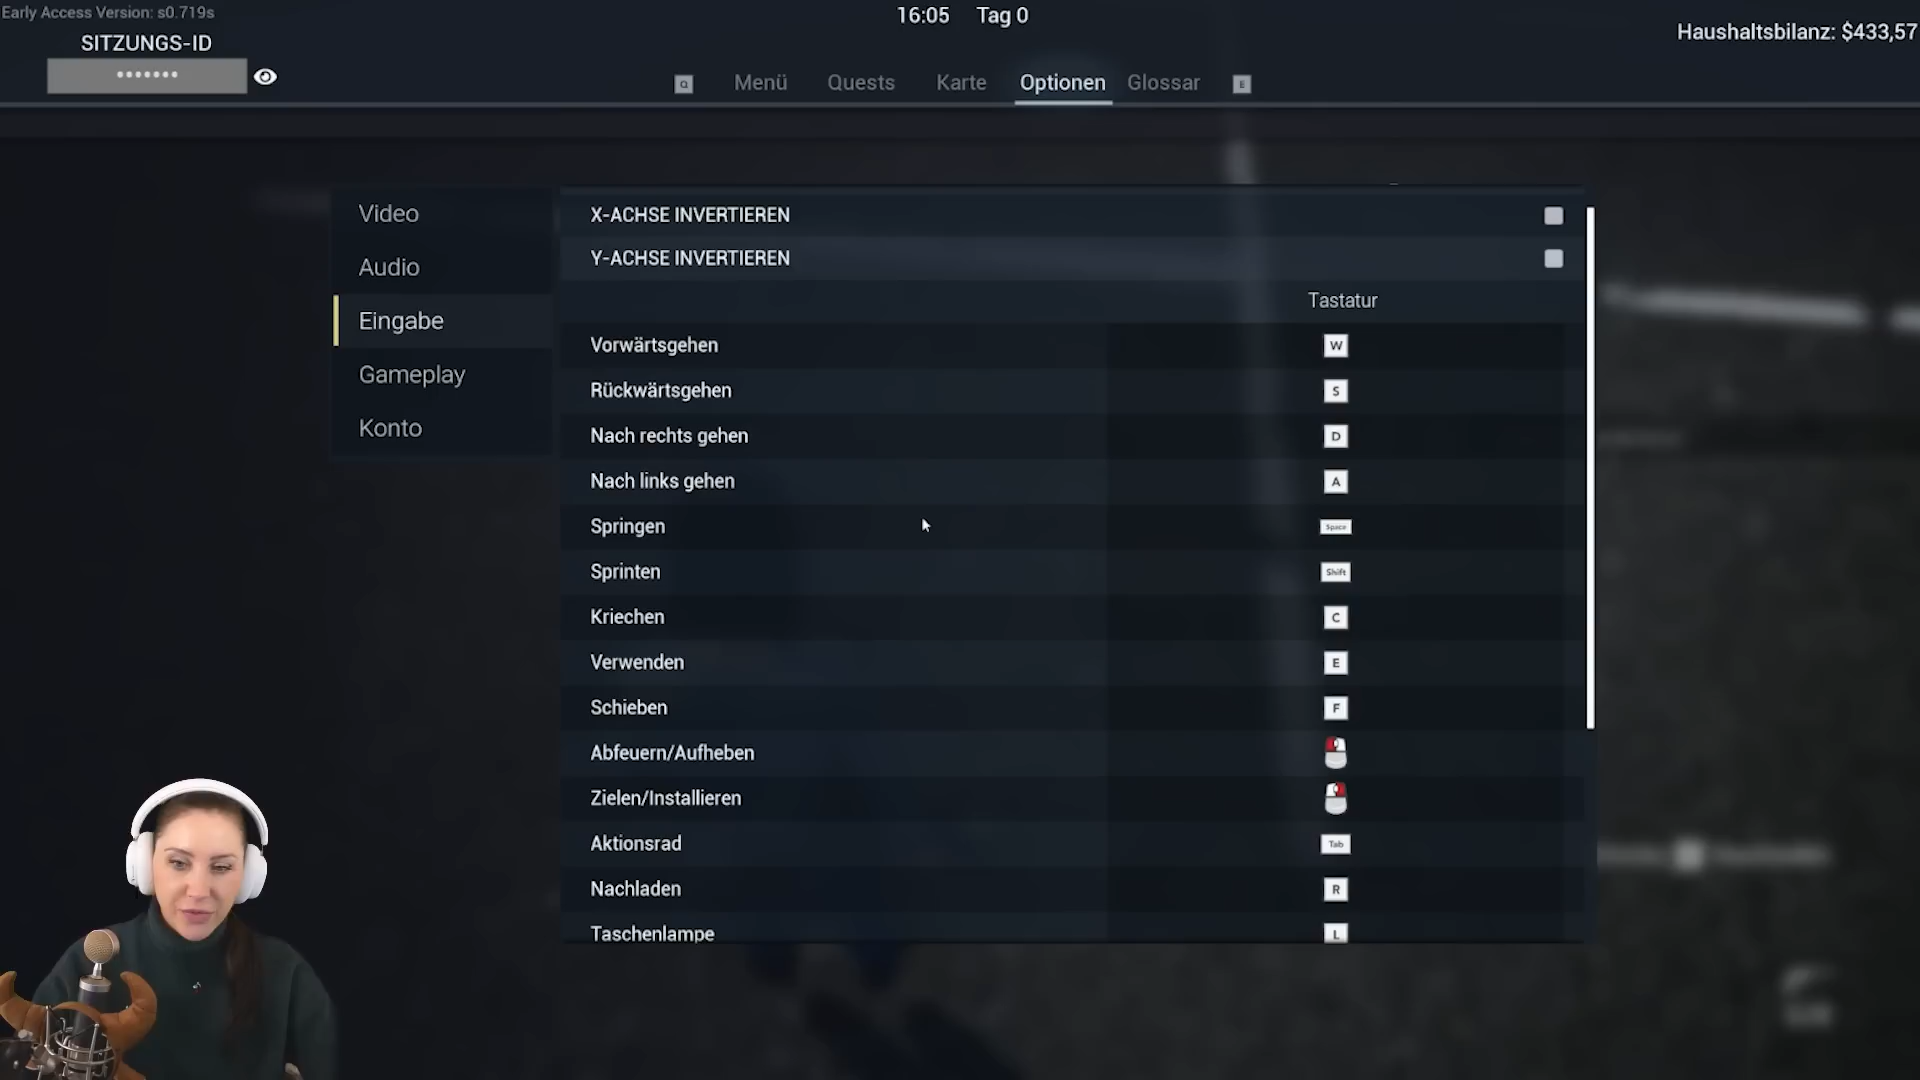 Early Access Version: s0.719s
16:05 Tag 0
Haushaltsbilanz: $433,57
SITZUNGS-ID
•••••••
Q Menü Quests Karte Optionen Glossar E
Video
Audio
Eingabe
Gameplay
Konto
X-ACHSE INVERTIEREN
Y-ACHSE INVERTIEREN
Tastatur
Vorwärtsgehen W
Rückwärtsgehen S
Nach rechts gehen D
Nach links gehen A
Springen Space
Sprinten Shift
Kriechen C
Verwenden E
Schieben F
Abfeuern/Aufheben
Zielen/Installieren
Aktionsrad Tab
Nachladen R
Taschenlampe L